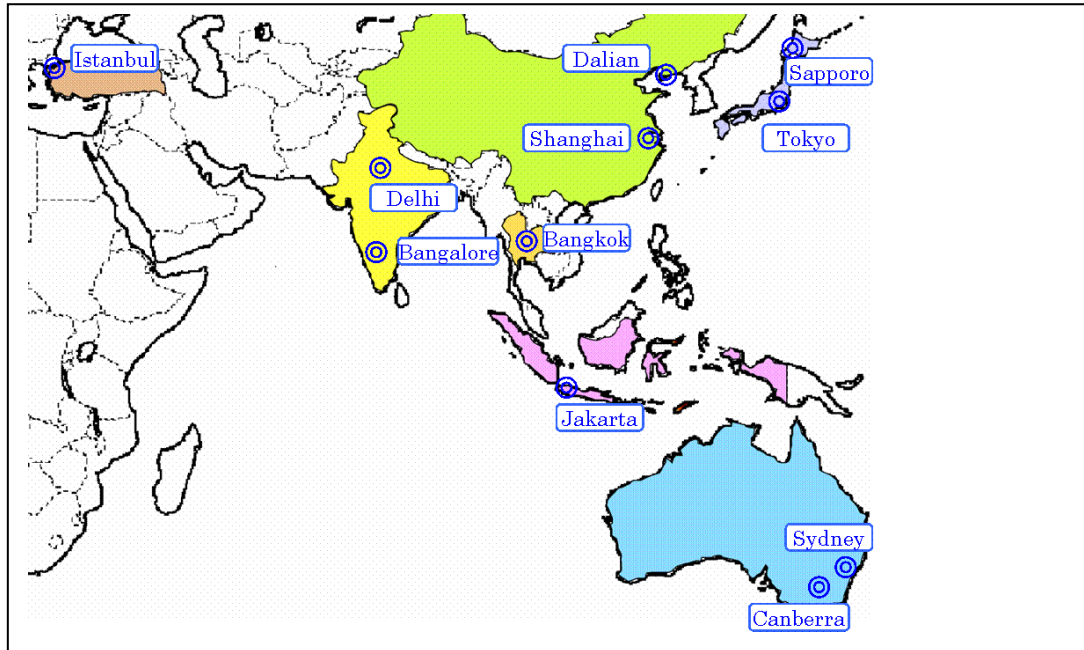 Istanbul
Dalian
Sapporo
Shanghai
Tokyo
Delhi
Bangkok
Bangalore
Jakarta
Sydney
Canberra